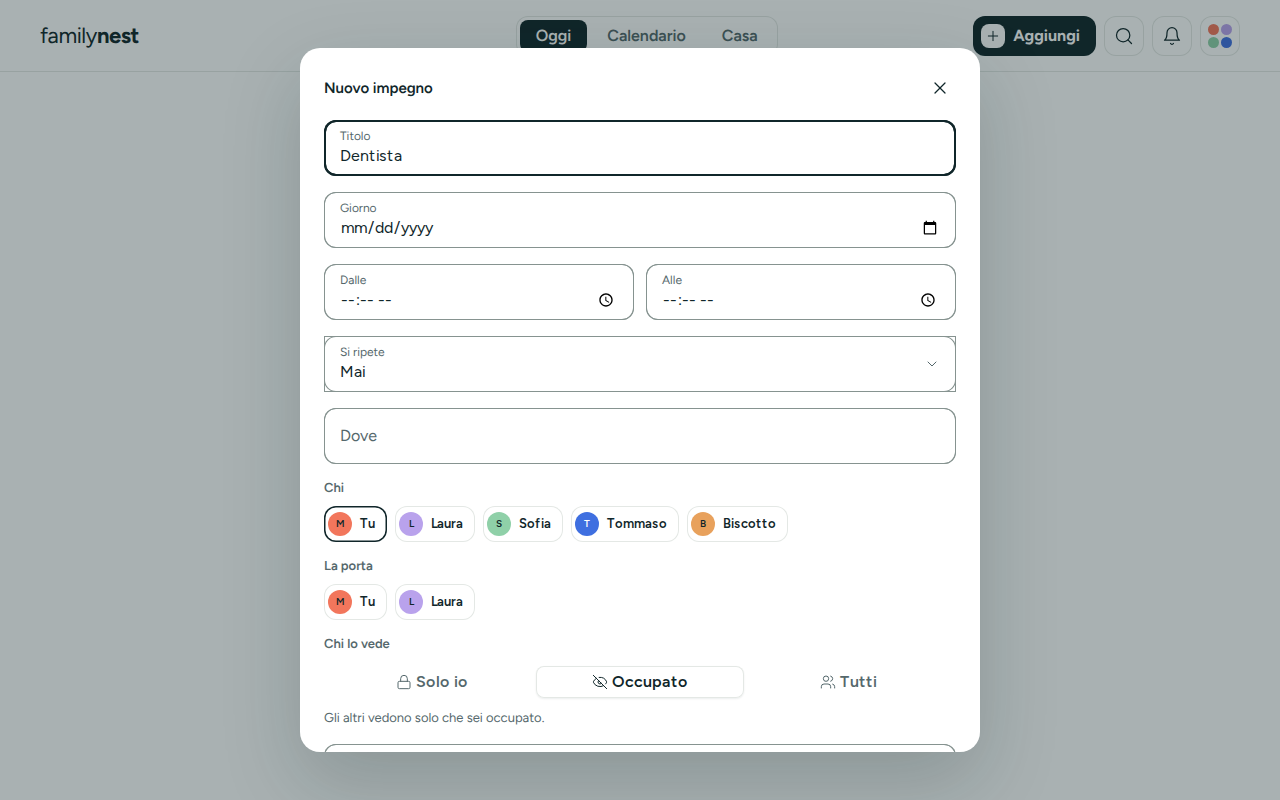 familynest
Oggi
Calendario
Casa
Aggiungi
Nuovo impegno
Titolo
Dentista
Giorno
mm/dd/yyyy
Dalle
--:-- --
Alle
--:-- --
Si ripete
Mai
Dove
Chi
M Tu
L Laura
S Sofia
T Tommaso
B Biscotto
La porta
M Tu
L Laura
Chi lo vede
Solo io
Occupato
Tutti
Gli altri vedono solo che sei occupato.